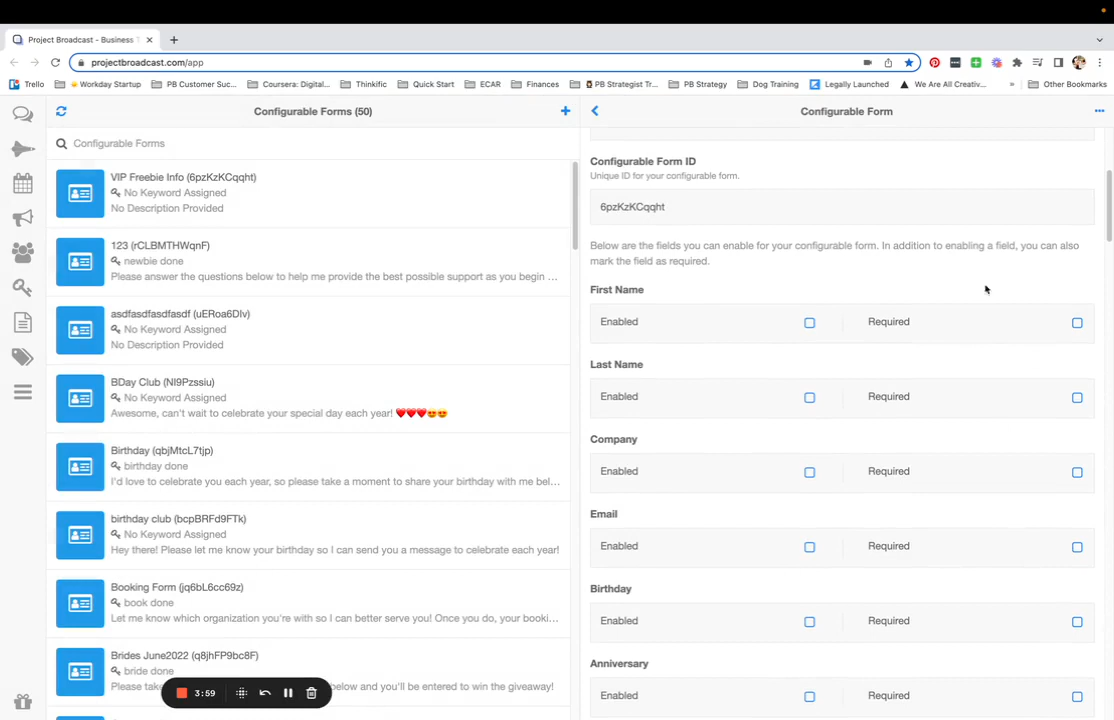 Project Broadcast - Business T
projectbroadcast.com/app
Trello
Workday Startup
PB Customer Suc...
Coursera: Digital...
Thinkific
Quick Start
ECAR
Finances
PB Strategist Tr...
PB Strategy
Dog Training
Legally Launched
We Are All Creativ...
»
Other Bookmarks
Configurable Forms (50)
Configurable Forms
VIP Freebie Info (6pzKzKCqqht)
No Keyword Assigned
No Description Provided
123 (rCLBMTHWqnF)
newbie done
Please answer the questions below to help me provide the best possible support as you begin ...
asdfasdfasdfasdf (uERoa6DIv)
No Keyword Assigned
No Description Provided
BDay Club (NI9Pzssiu)
Awesome, can't wait to celebrate your special day each year! ❤️❤️❤️😍😍
Birthday (qbjMtcL7tjp)
birthday done
I'd love to celebrate you each year, so please take a moment to share your birthday with me bel...
birthday club (bcpBRFd9FTk)
No Keyword Assigned
Hey there! Please let me know your birthday so I can send you a message to celebrate each year!
Booking Form (jq6bL6cc69z)
book done
Let me know which organization you're with so I can better serve you! Once you do, your booki...
Brides June2022 (q8jhFP9bc8F)
bride done
Please take
below and you'll be entered to win the giveaway!
3:59
Configurable Form
Configurable Form ID
Unique ID for your configurable form.
6pzKzKCqqht
Below are the fields you can enable for your configurable form. In addition to enabling a field, you can also
mark the field as required.
First Name
Enabled
Required
Last Name
Enabled
Required
Company
Enabled
Required
Email
Enabled
Required
Birthday
Enabled
Required
Anniversary
Enabled
Required